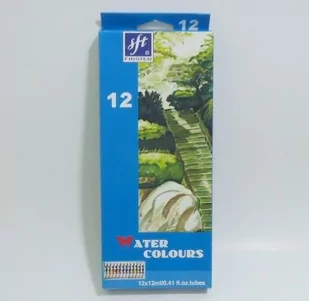 12
sft
®
12
WATER
COLOURS
12x12ml/0.41 fl.oz.tubes